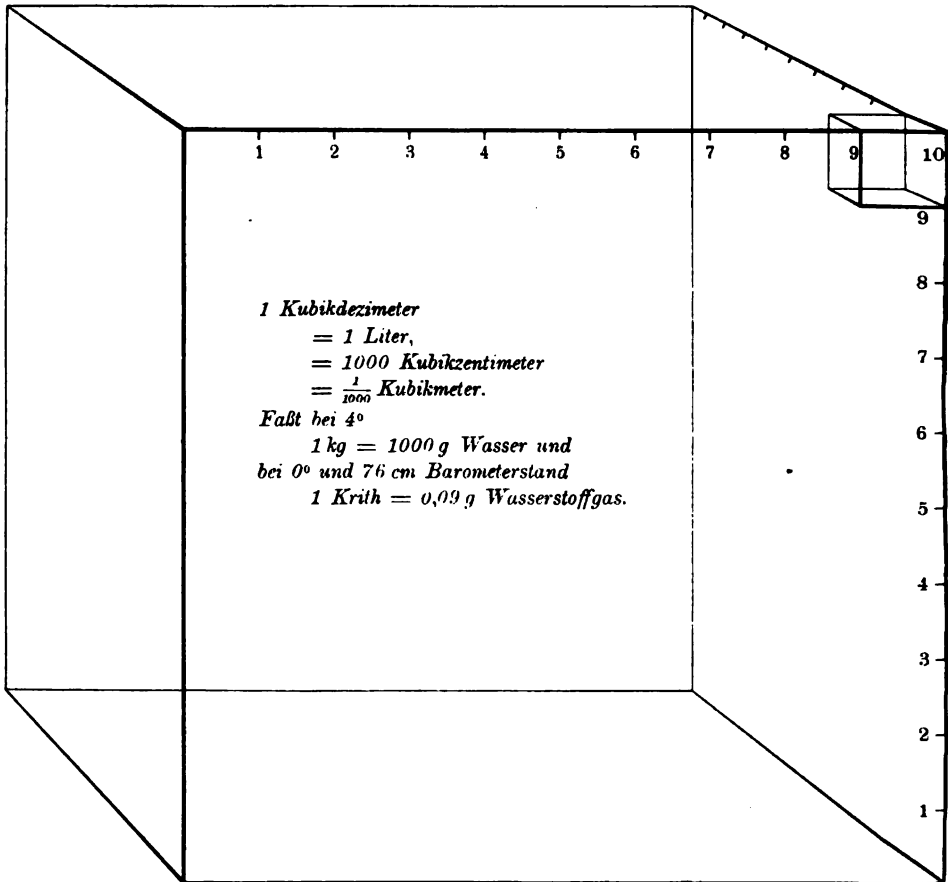 1 2 3 4 5 6 7 8 9 10
9
8
7
6
5
4
3
2
1
1 Kubikdezimeter
= 1 Liter,
= 1000 Kubikzentimeter
= 1/1000 Kubikmeter.
Faßt bei 4°
1 kg = 1000 g Wasser und
bei 0° und 76 cm Barometerstand
1 Krith = 0,09 g Wasserstoffgas.